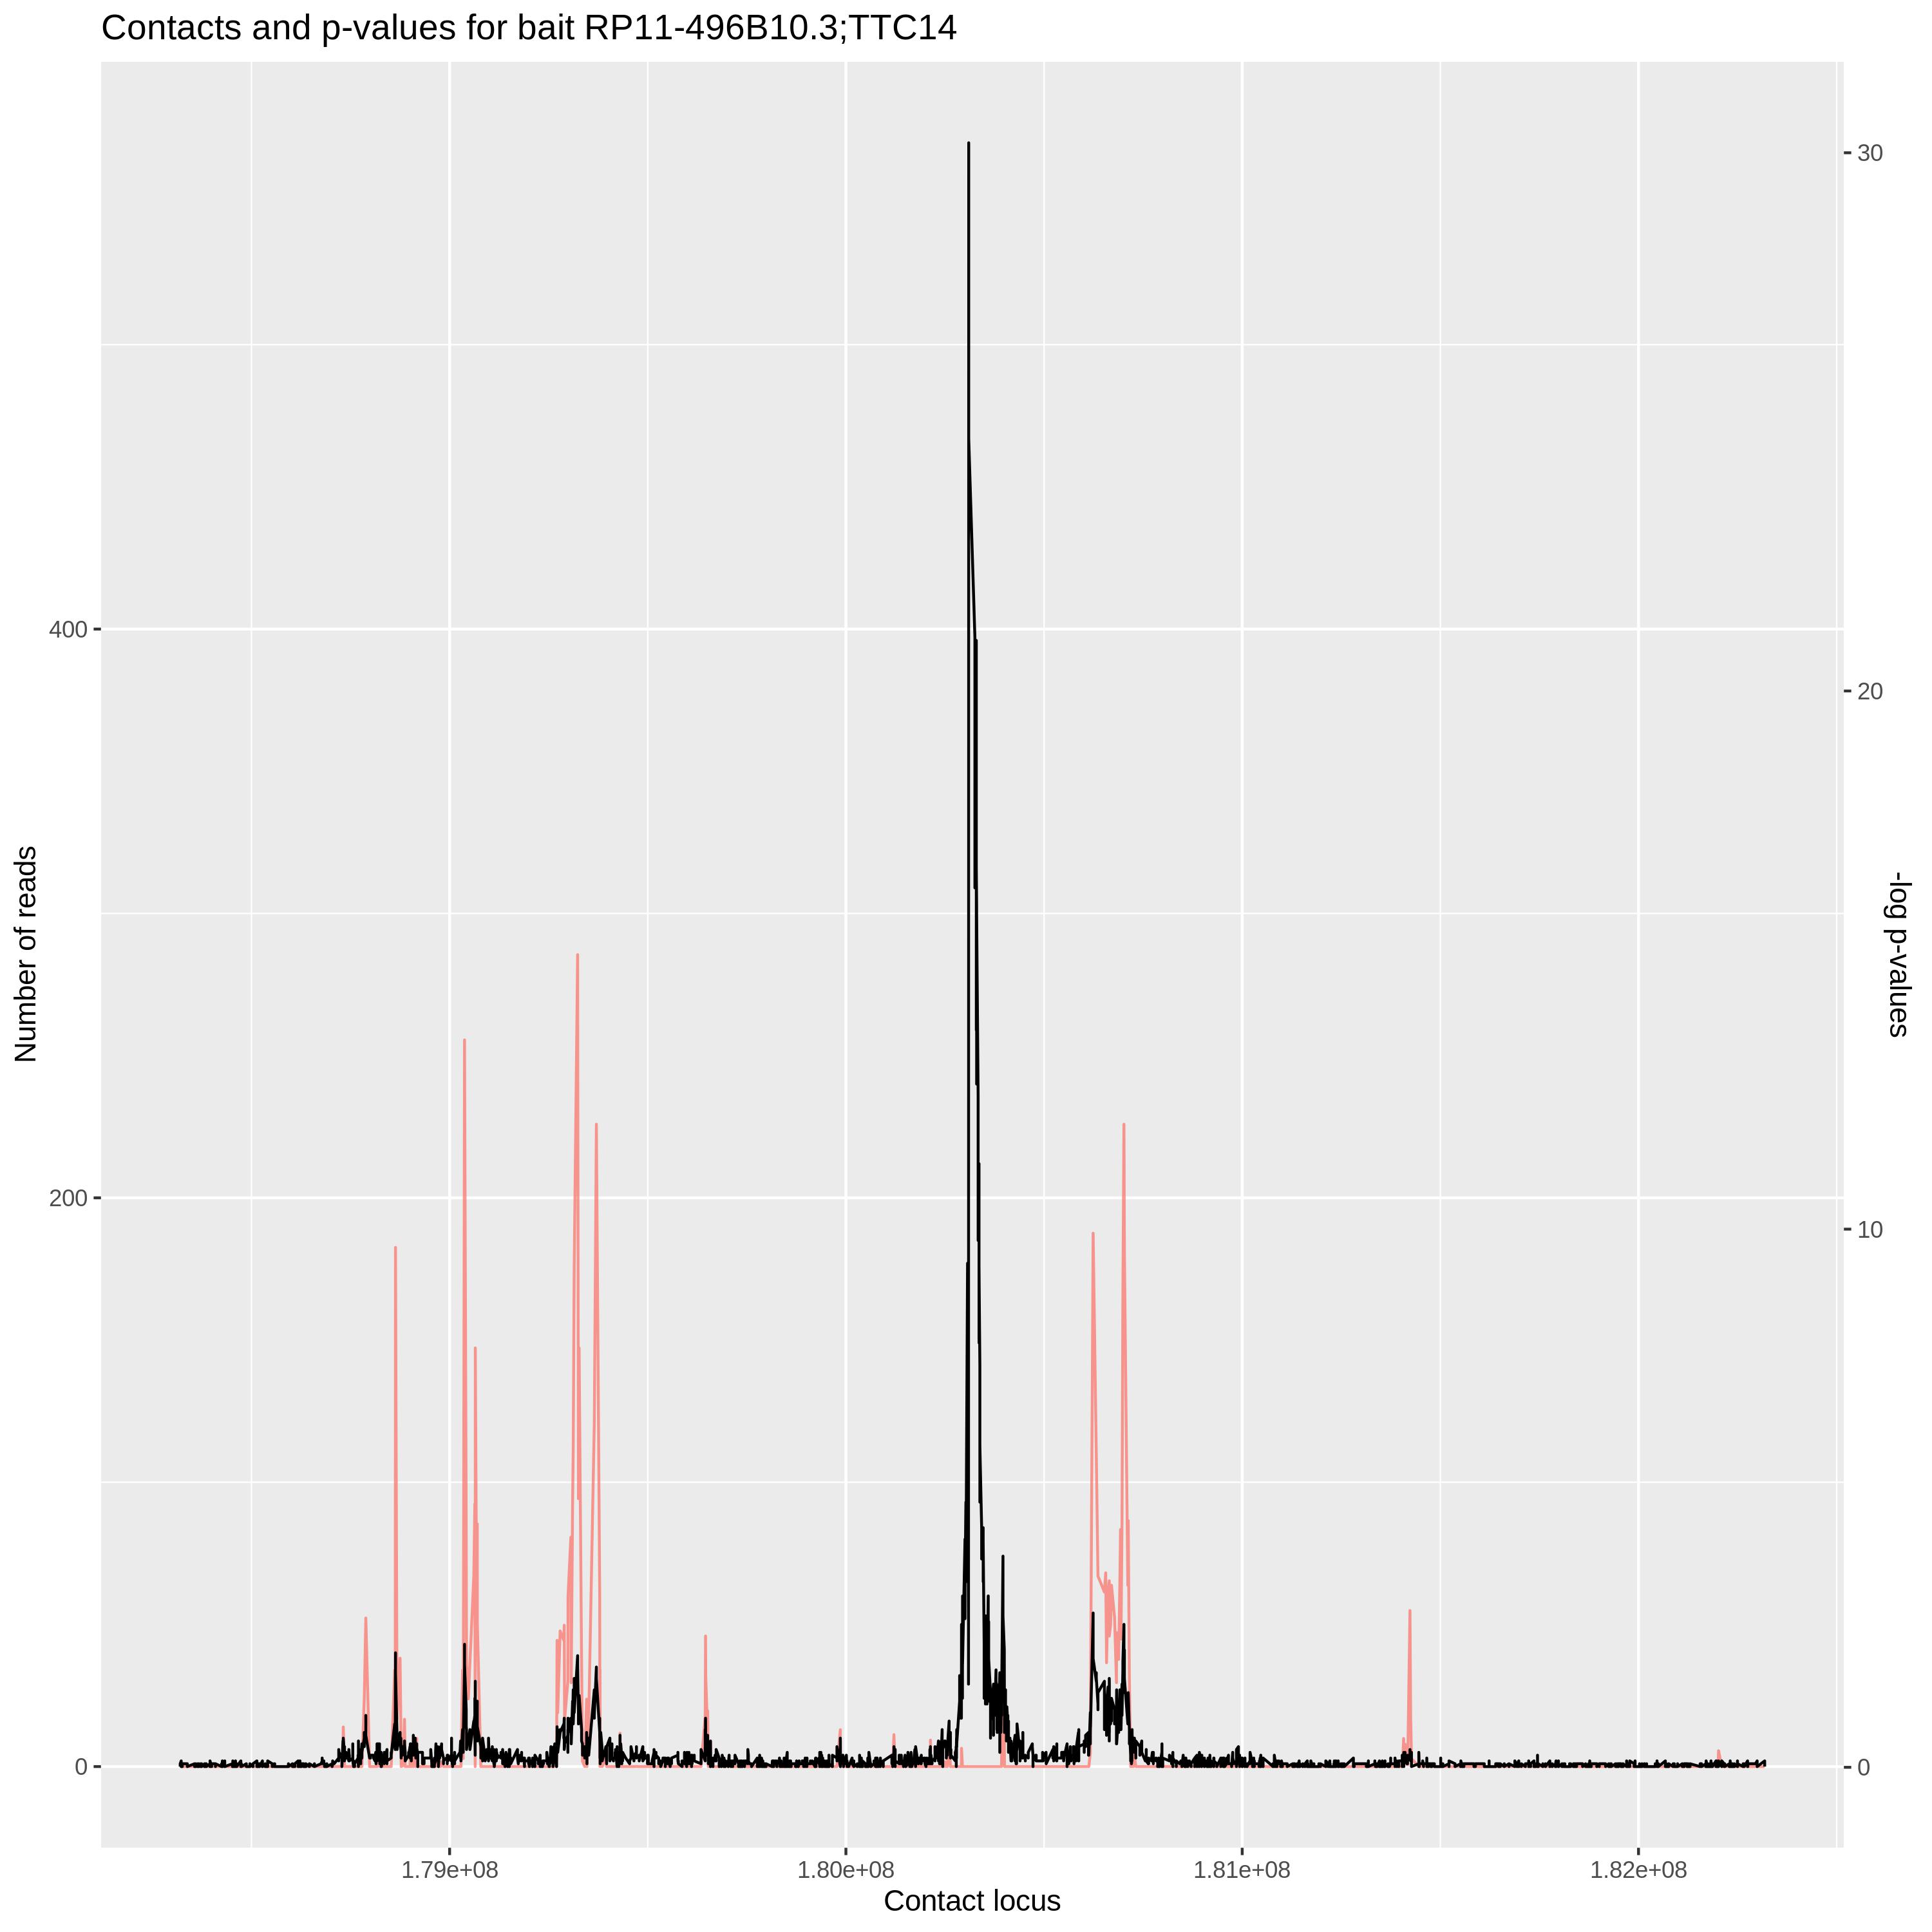 Contacts and p-values for bait RP11-496B10.3;TTC14
30
400
20
Number of reads
-log p-values
200
10
0
0
1.79e+08
1.80e+08
1.81e+08
1.82e+08
Contact locus